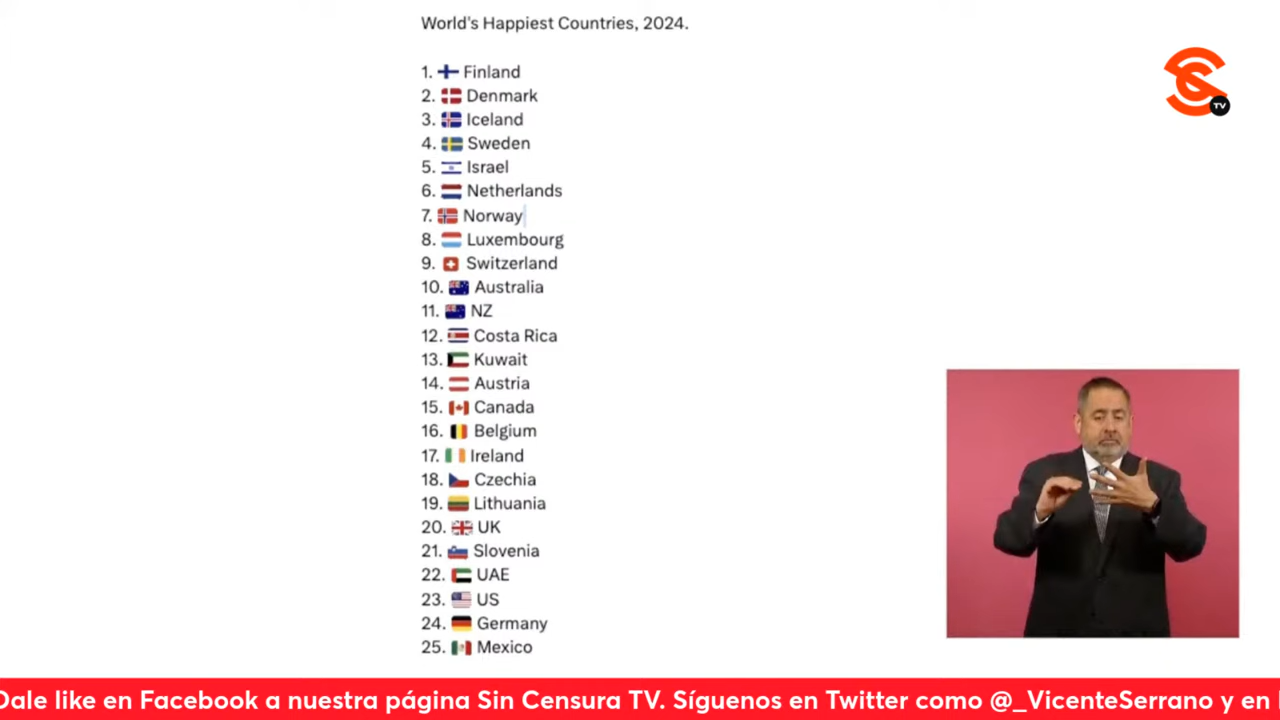 World's Happiest Countries, 2024.
1. Finland
2. Denmark
3. Iceland
4. Sweden
5. Israel
6. Netherlands
7. Norway
8. Luxembourg
9. Switzerland
10. Australia
11. NZ
12. Costa Rica
13. Kuwait
14. Austria
15. Canada
16. Belgium
17. Ireland
18. Czechia
19. Lithuania
20. UK
21. Slovenia
22. UAE
23. US
24. Germany
25. Mexico
TV
Dale like en Facebook a nuestra página Sin Censura TV. Síguenos en Twitter como @_VicenteSerrano y en